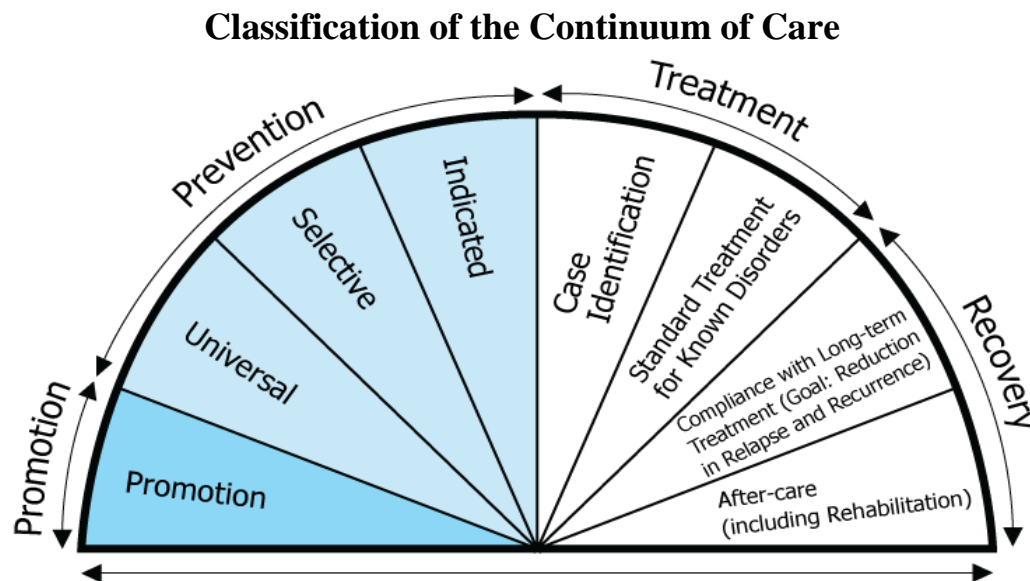 Classification of the Continuum of Care
Promotion
Prevention
Treatment
Recovery
Promotion
Universal
Selective
Indicated
Case
Identification
Standard Treatment
for Known Disorders
Compliance with Long-term
Treatment (Goal: Reduction
in Relapse and Recurrence)
After-care
(including Rehabilitation)